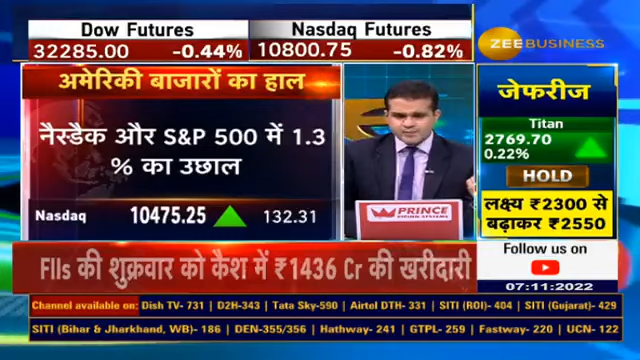 Dow Futures
32285.00 -0.44%
Nasdaq Futures
10800.75 -0.82%
ZEE BUSINESS
अमेरिकी बाजारों का हाल
नैस्डैक और S&P 500 में 1.3
% का उछाल
Nasdaq 10475.25 132.31
PRINCE
PIPING SYSTEMS
जेफरीज
Titan
2769.70
0.22%
HOLD
लक्ष्य ₹2300 से
बढ़ाकर ₹2550
FIIs की शुक्रवार को कैश में ₹1436 Cr की खरीदारी
Follow us on
07:11:2022
Channel available on: Dish TV- 731 | D2H-343 | Tata Sky-590 | Airtel DTH- 331 | SITI (ROI)- 404 | SITI (Gujarat)- 429
SITI (Bihar & Jharkhand, WB)- 186 | DEN-355/356 | Hathway- 241 | GTPL- 259 | Fastway- 220 | UCN- 122